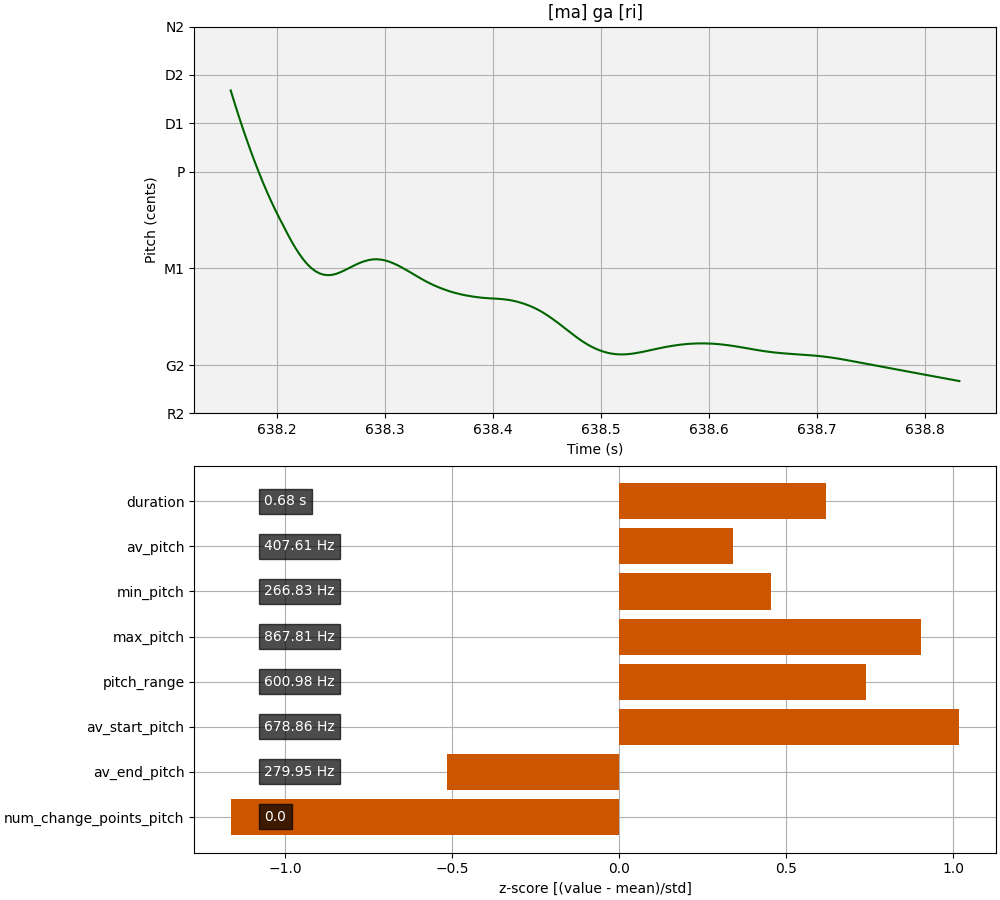 [ma] ga [ri]
N2
D2
D1
P
M1
G2
R2
Pitch (cents)
638.2 638.3 638.4 638.5 638.6 638.7 638.8
Time (s)
duration 0.68 s
av_pitch 407.61 Hz
min_pitch 266.83 Hz
max_pitch 867.81 Hz
pitch_range 600.98 Hz
av_start_pitch 678.86 Hz
av_end_pitch 279.95 Hz
num_change_points_pitch 0.0
−1.0 −0.5 0.0 0.5 1.0
z-score [(value - mean)/std]